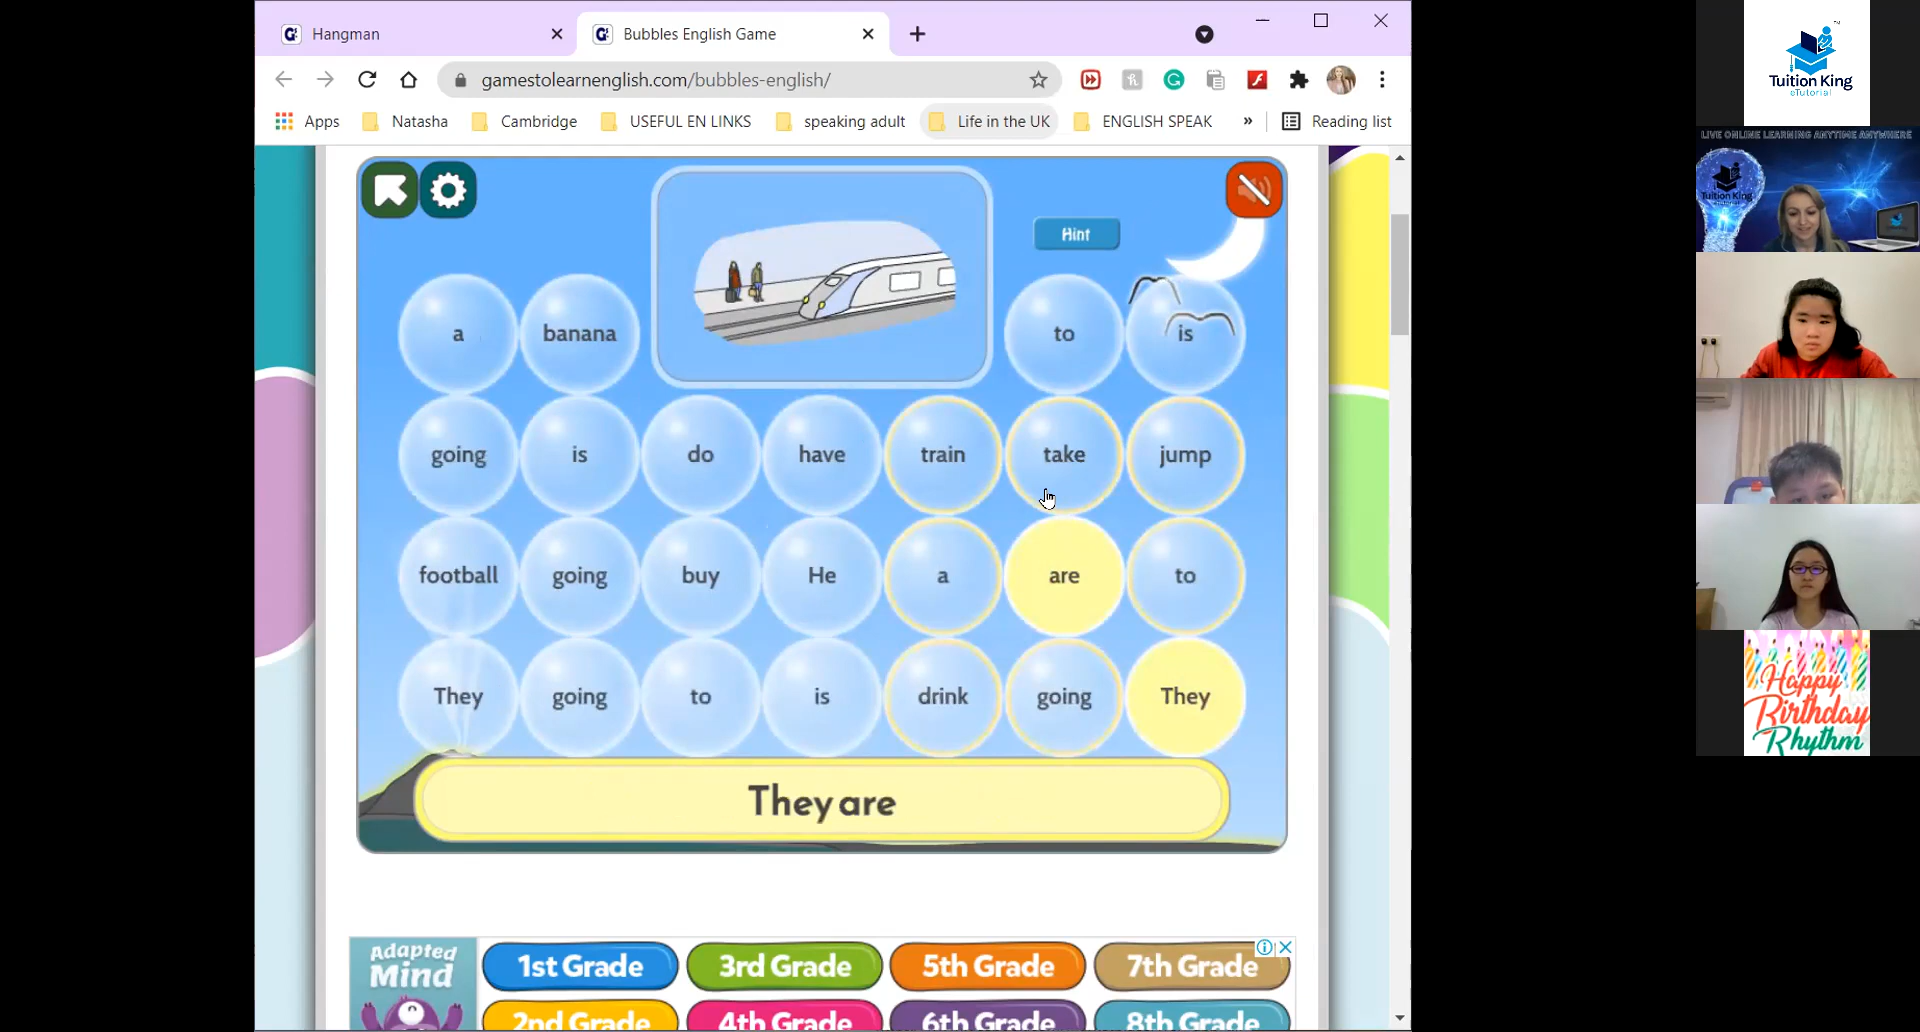 Hangman
Bubbles English Game
gamestolearnenglish.com/bubbles-english/
Apps Natasha Cambridge USEFUL EN LINKS speaking adult Life in the UK ENGLISH SPEAK » Reading list
Hint
a banana to is
going is do have train take jump
football going buy He a are to
They going to is drink going They
They are
Adapted
Mind
1st Grade 3rd Grade 5th Grade 7th Grade
2nd Grade 4th Grade 6th Grade 8th Grade
Tuition King
eTutorial
LIVE ONLINE LEARNING ANYTIME ANYWHERE
Tuition King
Happy
Birthday
Rhythm